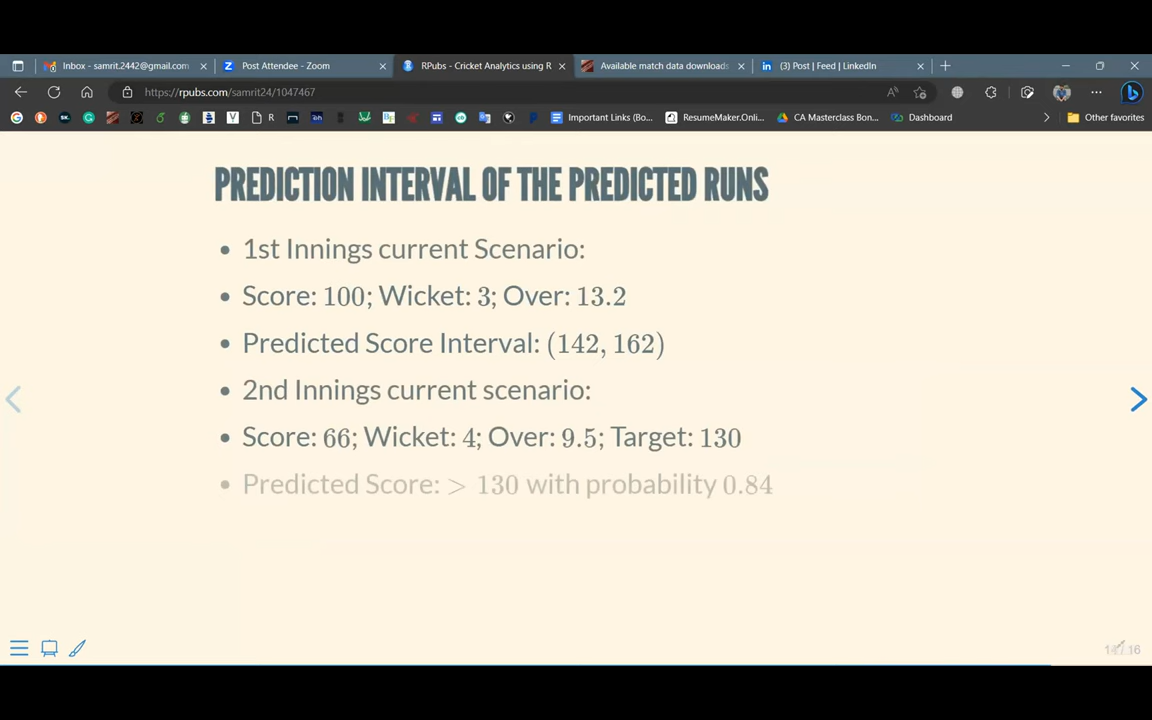 Inbox - samrit.2442@gmail.com
Post Attendee - Zoom
RPubs - Cricket Analytics using R
Available match data downloads
(3) Post | Feed | LinkedIn
https://rpubs.com/samrit24/1047467
R
Important Links (Bo...
ResumeMaker.Onli...
CA Masterclass Bon...
Dashboard
Other favorites
PREDICTION INTERVAL OF THE PREDICTED RUNS
1st Innings current Scenario:
Score: 100; Wicket: 3; Over: 13.2
Predicted Score Interval: (142, 162)
2nd Innings current scenario:
Score: 66; Wicket: 4; Over: 9.5; Target: 130
Predicted Score: > 130 with probability 0.84